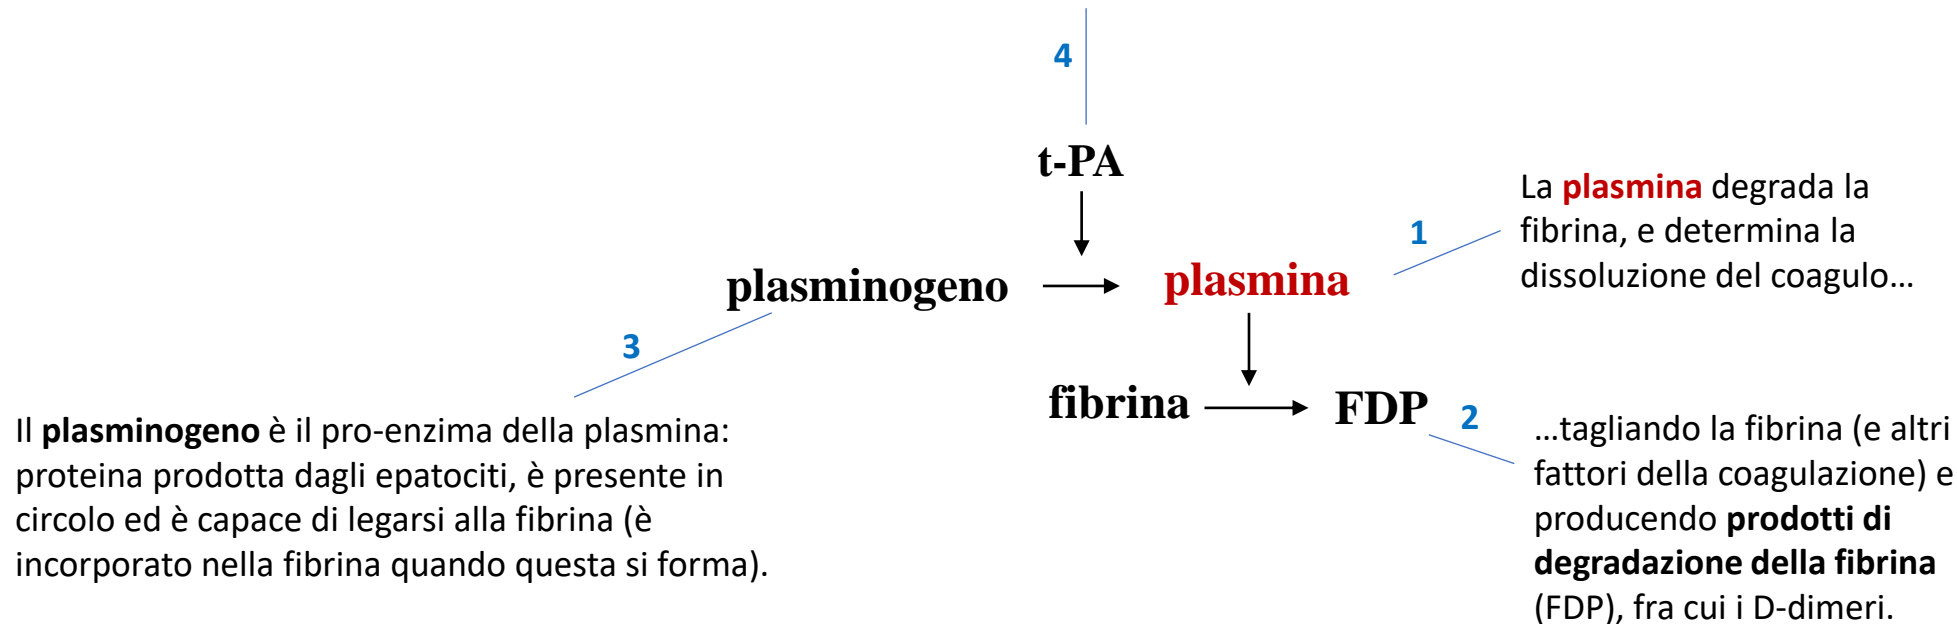 4
t-PA
La plasmina degrada la
fibrina, e determina la
dissoluzione del coagulo…
1
plasminogeno
plasmina
3
fibrina
FDP
2
Il plasminogeno è il pro-enzima della plasmina:
proteina prodotta dagli epatociti, è presente in
circolo ed è capace di legarsi alla fibrina (è
incorporato nella fibrina quando questa si forma).
…tagliando la fibrina (e altri
fattori della coagulazione) e
producendo prodotti di
degradazione della fibrina
(FDP), fra cui i D-dimeri.